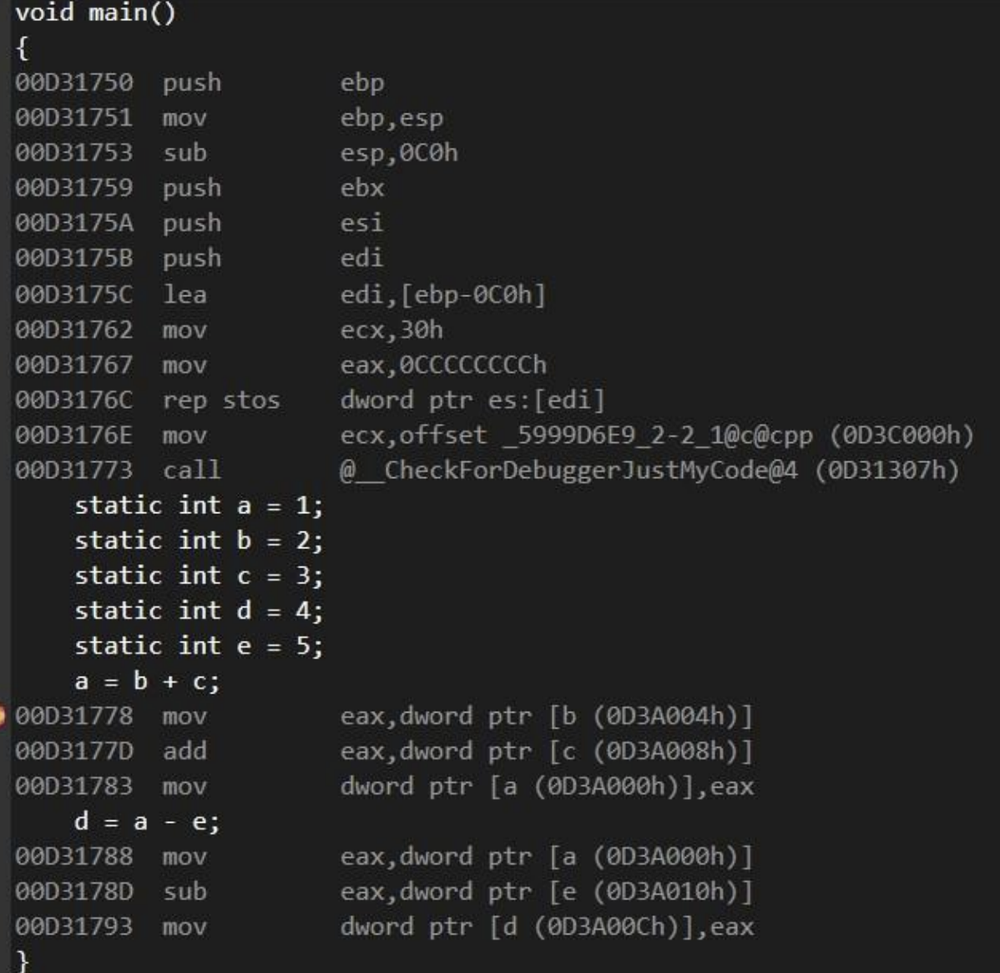 void main()
{
00D31750 push ebp
00D31751 mov ebp,esp
00D31753 sub esp,0C0h
00D31759 push ebx
00D3175A push esi
00D3175B push edi
00D3175C lea edi,[ebp-0C0h]
00D31762 mov ecx,30h
00D31767 mov eax,0CCCCCCCCh
00D3176C rep stos dword ptr es:[edi]
00D3176E mov ecx,offset _5999D6E9_2-2_1@c@cpp (0D3C000h)
00D31773 call @__CheckForDebuggerJustMyCode@4 (0D31307h)
static int a = 1;
static int b = 2;
static int c = 3;
static int d = 4;
static int e = 5;
a = b + c;
00D31778 mov eax,dword ptr [b (0D3A004h)]
00D3177D add eax,dword ptr [c (0D3A008h)]
00D31783 mov dword ptr [a (0D3A000h)],eax
d = a - e;
00D31788 mov eax,dword ptr [a (0D3A000h)]
00D3178D sub eax,dword ptr [e (0D3A010h)]
00D31793 mov dword ptr [d (0D3A00Ch)],eax
}